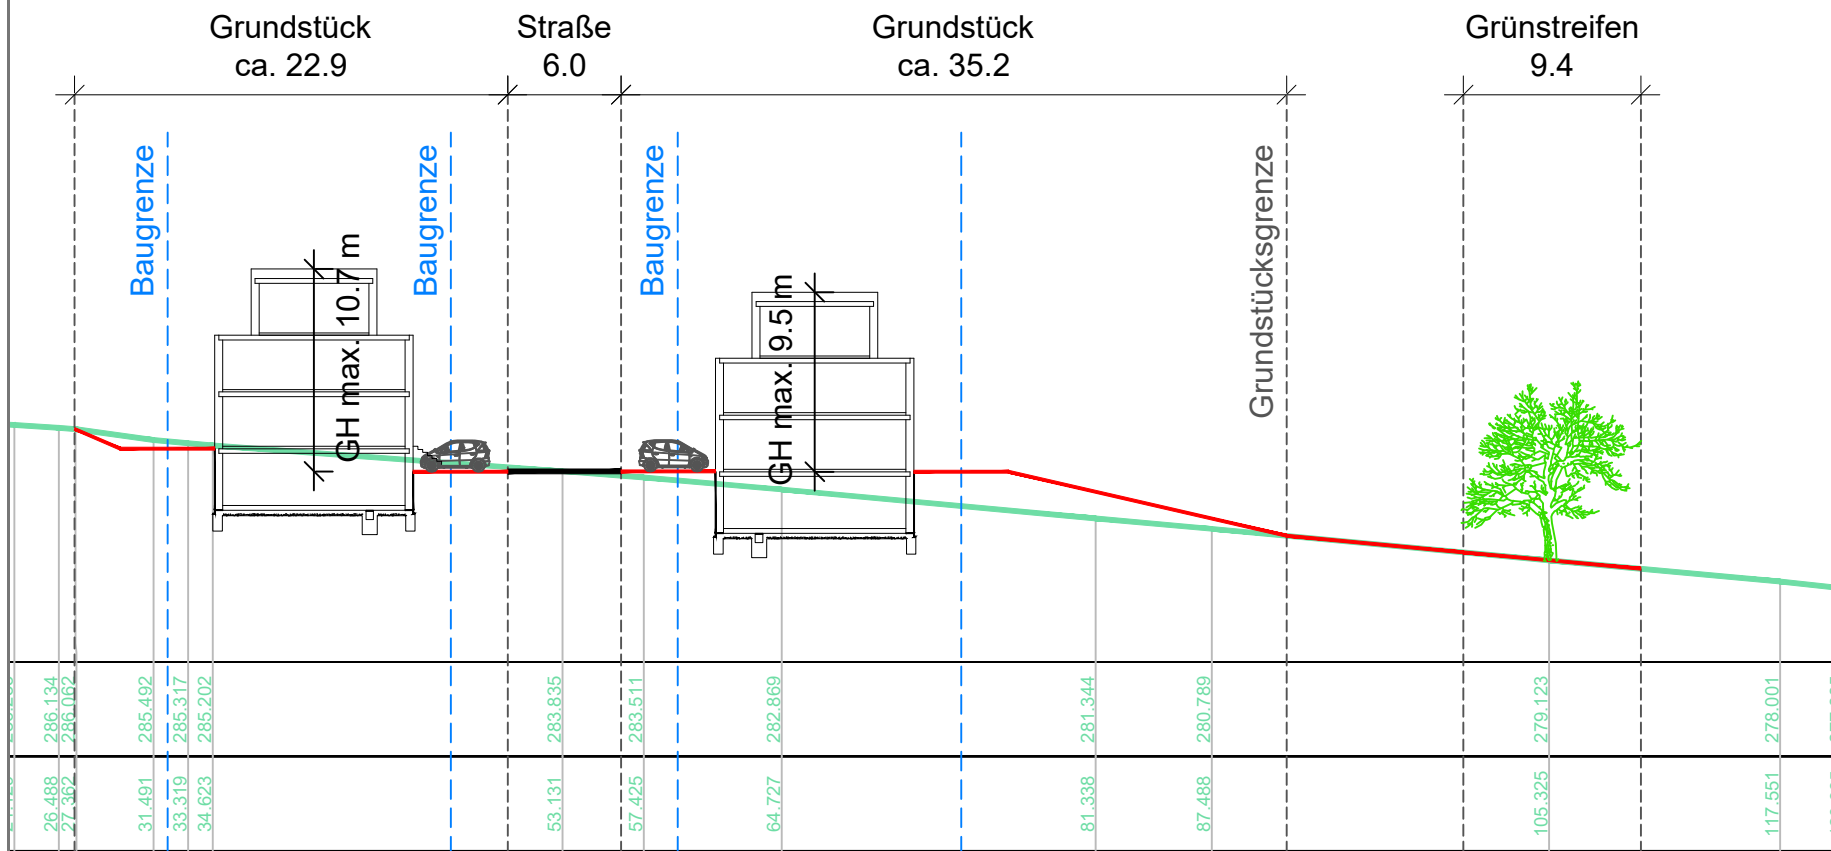 Grundstück
ca. 22.9
Straße
6.0
Grundstück
ca. 35.2
Grünstreifen
9.4
Baugrenze
Baugrenze
Baugrenze
Grundstücksgrenze
GH max. 10.7 m
GH max. 9.5 m
286.134
286.062
285.492
285.317
285.202
283.835
283.511
282.869
281.344
280.789
279.123
278.001
26.488
27.362
31.491
33.319
34.623
53.131
57.425
64.727
81.338
87.488
105.325
117.551